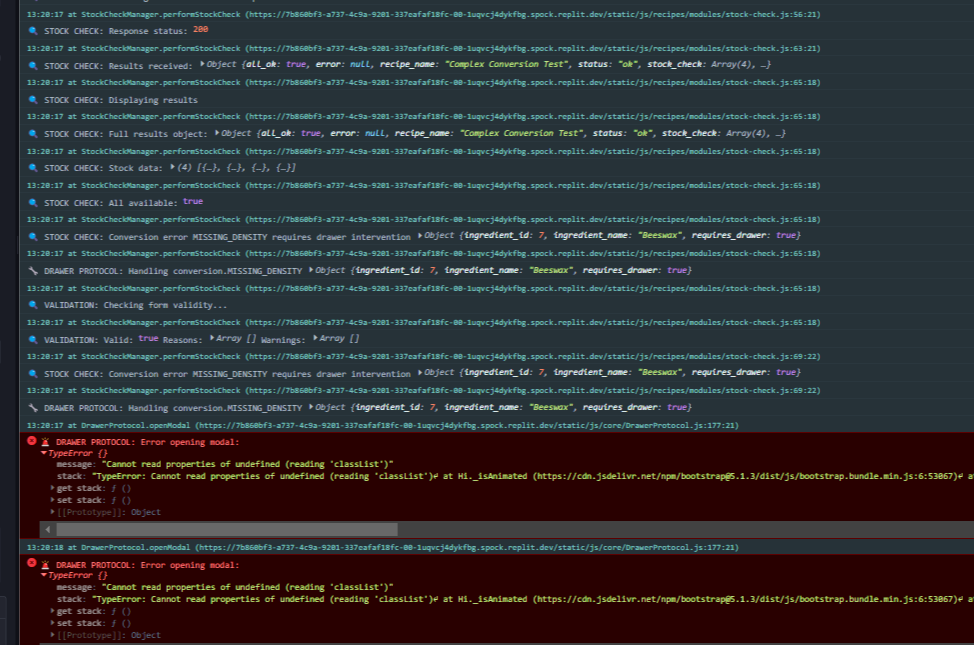 13:20:17 at StockCheckManager.performStockCheck (https://7b860bf3-a737-4c9a-9201-337eafaf18fc-00-1uqvcj4dykfbg.spock.replit.dev/static/js/recipes/modules/stock-check.js:56:21)
STOCK CHECK: Response status: 200
13:20:17 at StockCheckManager.performStockCheck (https://7b860bf3-a737-4c9a-9201-337eafaf18fc-00-1uqvcj4dykfbg.spock.replit.dev/static/js/recipes/modules/stock-check.js:63:21)
STOCK CHECK: Results received: Object {all_ok: true, error: null, recipe_name: "Complex Conversion Test", status: "ok", stock_check: Array(4), …}
13:20:17 at StockCheckManager.performStockCheck (https://7b860bf3-a737-4c9a-9201-337eafaf18fc-00-1uqvcj4dykfbg.spock.replit.dev/static/js/recipes/modules/stock-check.js:65:18)
STOCK CHECK: Displaying results
13:20:17 at StockCheckManager.performStockCheck (https://7b860bf3-a737-4c9a-9201-337eafaf18fc-00-1uqvcj4dykfbg.spock.replit.dev/static/js/recipes/modules/stock-check.js:65:18)
STOCK CHECK: Full results object: Object {all_ok: true, error: null, recipe_name: "Complex Conversion Test", status: "ok", stock_check: Array(4), …}
13:20:17 at StockCheckManager.performStockCheck (https://7b860bf3-a737-4c9a-9201-337eafaf18fc-00-1uqvcj4dykfbg.spock.replit.dev/static/js/recipes/modules/stock-check.js:65:18)
STOCK CHECK: Stock data: (4) [{…}, {…}, {…}, {…}]
13:20:17 at StockCheckManager.performStockCheck (https://7b860bf3-a737-4c9a-9201-337eafaf18fc-00-1uqvcj4dykfbg.spock.replit.dev/static/js/recipes/modules/stock-check.js:65:18)
STOCK CHECK: All available: true
13:20:17 at StockCheckManager.performStockCheck (https://7b860bf3-a737-4c9a-9201-337eafaf18fc-00-1uqvcj4dykfbg.spock.replit.dev/static/js/recipes/modules/stock-check.js:65:18)
STOCK CHECK: Conversion error MISSING_DENSITY requires drawer intervention Object {ingredient_id: 7, ingredient_name: "Beeswax", requires_drawer: true}
13:20:17 at StockCheckManager.performStockCheck (https://7b860bf3-a737-4c9a-9201-337eafaf18fc-00-1uqvcj4dykfbg.spock.replit.dev/static/js/recipes/modules/stock-check.js:65:18)
DRAWER PROTOCOL: Handling conversion.MISSING_DENSITY Object {ingredient_id: 7, ingredient_name: "Beeswax", requires_drawer: true}
13:20:17 at StockCheckManager.performStockCheck (https://7b860bf3-a737-4c9a-9201-337eafaf18fc-00-1uqvcj4dykfbg.spock.replit.dev/static/js/recipes/modules/stock-check.js:65:18)
VALIDATION: Checking form validity...
13:20:17 at StockCheckManager.performStockCheck (https://7b860bf3-a737-4c9a-9201-337eafaf18fc-00-1uqvcj4dykfbg.spock.replit.dev/static/js/recipes/modules/stock-check.js:65:18)
VALIDATION: Valid: true Reasons: Array [] Warnings: Array []
13:20:17 at StockCheckManager.performStockCheck (https://7b860bf3-a737-4c9a-9201-337eafaf18fc-00-1uqvcj4dykfbg.spock.replit.dev/static/js/recipes/modules/stock-check.js:69:22)
STOCK CHECK: Conversion error MISSING_DENSITY requires drawer intervention Object {ingredient_id: 7, ingredient_name: "Beeswax", requires_drawer: true}
13:20:17 at StockCheckManager.performStockCheck (https://7b860bf3-a737-4c9a-9201-337eafaf18fc-00-1uqvcj4dykfbg.spock.replit.dev/static/js/recipes/modules/stock-check.js:69:22)
DRAWER PROTOCOL: Handling conversion.MISSING_DENSITY Object {ingredient_id: 7, ingredient_name: "Beeswax", requires_drawer: true}
13:20:17 at DrawerProtocol.openModal (https://7b860bf3-a737-4c9a-9201-337eafaf18fc-00-1uqvcj4dykfbg.spock.replit.dev/static/js/core/DrawerProtocol.js:177:21)
DRAWER PROTOCOL: Error opening modal:
TypeError {}
message: "Cannot read properties of undefined (reading 'classList')"
stack: "TypeError: Cannot read properties of undefined (reading 'classList')↵ at Hi._isAnimated (https://cdn.jsdelivr.net/npm/bootstrap@5.1.3/dist/js/bootstrap.bundle.min.js:6:53067)↵ a
get stack: ƒ ()
set stack: ƒ ()
[[Prototype]]: Object
13:20:18 at DrawerProtocol.openModal (https://7b860bf3-a737-4c9a-9201-337eafaf18fc-00-1uqvcj4dykfbg.spock.replit.dev/static/js/core/DrawerProtocol.js:177:21)
DRAWER PROTOCOL: Error opening modal:
TypeError {}
message: "Cannot read properties of undefined (reading 'classList')"
stack: "TypeError: Cannot read properties of undefined (reading 'classList')↵ at Hi._isAnimated (https://cdn.jsdelivr.net/npm/bootstrap@5.1.3/dist/js/bootstrap.bundle.min.js:6:53067)↵ a
get stack: ƒ ()
set stack: ƒ ()
[[Prototype]]: Object